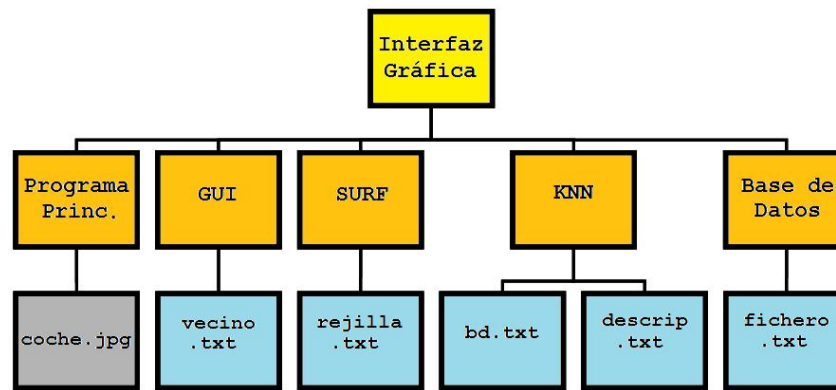 Interfaz
Gráfica
Programa
Princ.
GUI
SURF
KNN
Base de
Datos
coche.jpg
vecino
.txt
rejilla
.txt
bd.txt
descrip
.txt
fichero
.txt